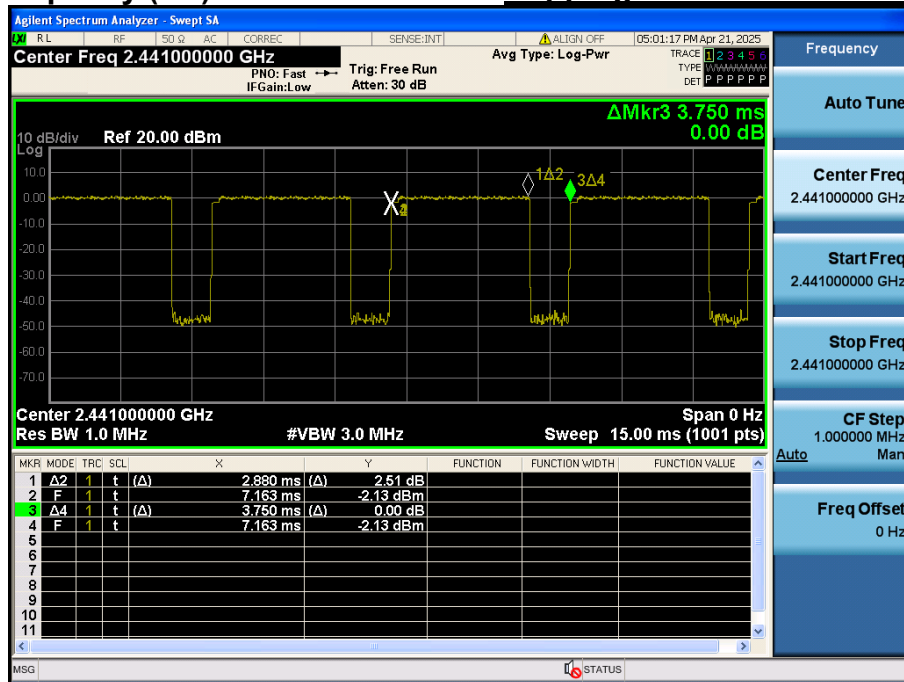 Agilent Spectrum Analyzer - Swept SA
LXI RL RF 50 Ω AC CORREC SENSE:INT ALIGN OFF 05:01:17 PM Apr 21, 2025
Center Freq 2.441000000 GHz
PNO: Fast
IFGain:Low
Trig: Free Run
Atten: 30 dB
Avg Type: Log-Pwr
TRACE 1 2 3 4 5 6
TYPE WWWWWW
DET P P P P P P
ΔMkr3 3.750 ms
0.00 dB
10 dB/div Ref 20.00 dBm
Log
10.0
0.00
-10.0
-20.0
-30.0
-40.0
-50.0
-60.0
-70.0
X
1Δ2
3Δ4
Center 2.441000000 GHz Span 0 Hz
Res BW 1.0 MHz #VBW 3.0 MHz Sweep 15.00 ms (1001 pts)
MKR MODE TRC SCL X Y FUNCTION FUNCTION WIDTH FUNCTION VALUE
1 Δ2 1 t (Δ) 2.880 ms (Δ) 2.51 dB
2 F 1 t 7.163 ms -2.13 dBm
3 Δ4 1 t (Δ) 3.750 ms (Δ) 0.00 dB
4 F 1 t 7.163 ms -2.13 dBm
5
6
7
8
9
10
11
MSG STATUS
Frequency
Auto Tune
Center Freq
2.441000000 GHz
Start Freq
2.441000000 GHz
Stop Freq
2.441000000 GHz
CF Step
1.000000 MHz
Auto Man
Freq Offset
0 Hz